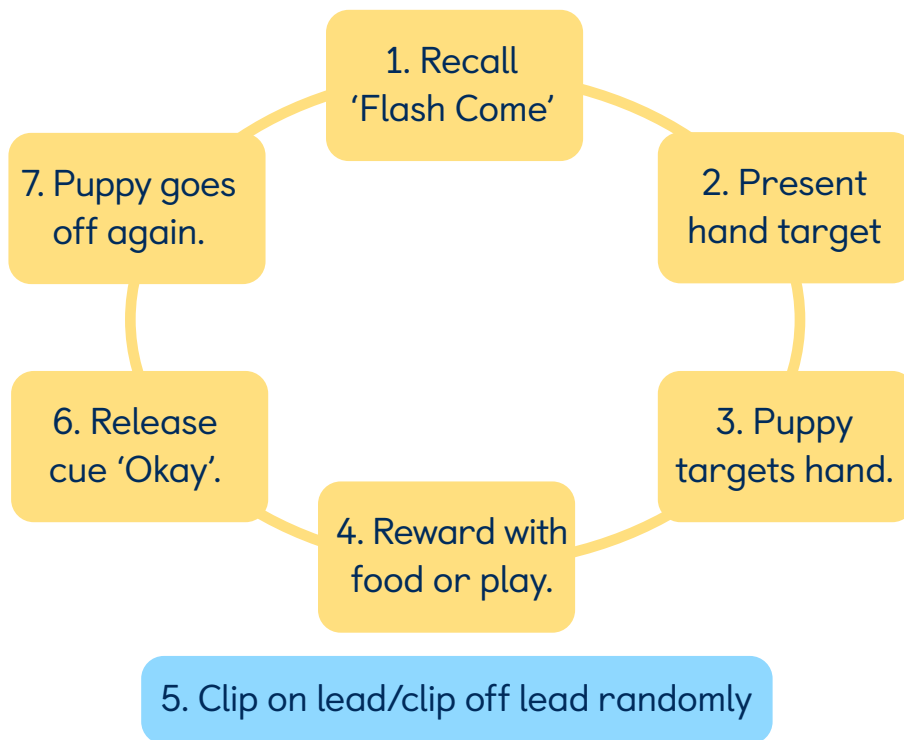 1. Recall
‘Flash Come’
2. Present
hand target
3. Puppy
targets hand.
4. Reward with
food or play.
5. Clip on lead/clip off lead randomly
6. Release
cue ‘Okay’.
7. Puppy goes
off again.